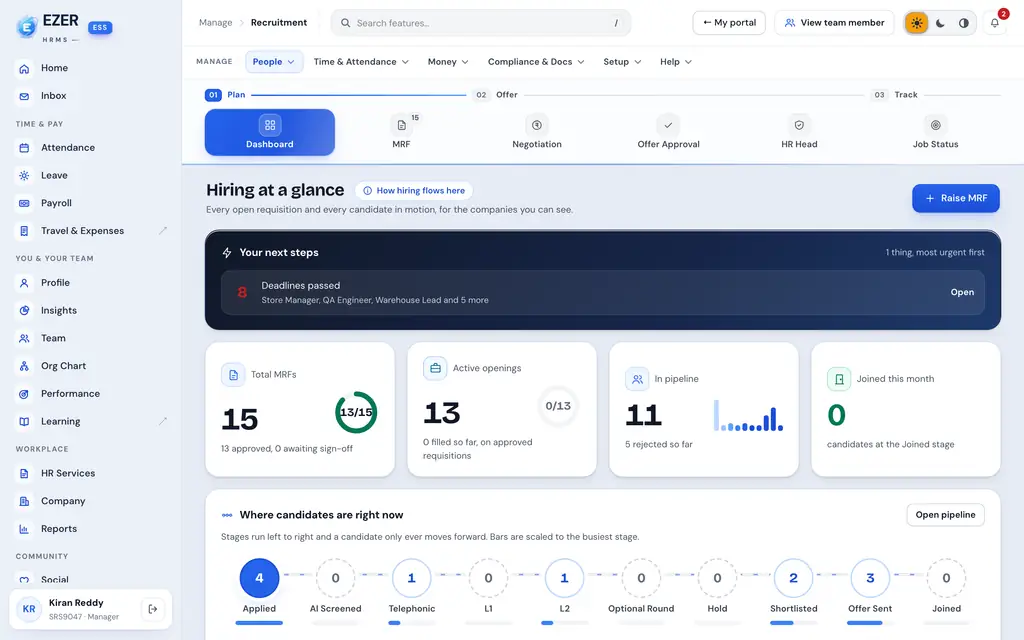 EZER
HRMS
ESS
Home
Inbox
TIME & PAY
Attendance
Leave
Payroll
Travel & Expenses
YOU & YOUR TEAM
Profile
Insights
Team
Org Chart
Performance
Learning
WORKPLACE
HR Services
Company
Reports
COMMUNITY
Social
KR
Kiran Reddy
SRS9047 · Manager
Manage > Recruitment
Search features...
/
← My portal
View team member
2
MANAGE
People
Time & Attendance
Money
Compliance & Docs
Setup
Help
01 Plan
02 Offer
03 Track
Dashboard
15
MRF
Negotiation
Offer Approval
HR Head
Job Status
Hiring at a glance
How hiring flows here
Every open requisition and every candidate in motion, for the companies you can see.
+ Raise MRF
Your next steps
1 thing, most urgent first
8
Deadlines passed
Store Manager, QA Engineer, Warehouse Lead and 5 more
Open
Total MRFs
15
13/15
13 approved, 0 awaiting sign-off
Active openings
13
0/13
0 filled so far, on approved
requisitions
In pipeline
11
5 rejected so far
Joined this month
0
candidates at the Joined stage
Where candidates are right now
Open pipeline
Stages run left to right and a candidate only ever moves forward. Bars are scaled to the busiest stage.
4 0 1 0 1 0 0 2 3 0
Applied AI Screened Telephonic L1 L2 Optional Round Hold Shortlisted Offer Sent Joined